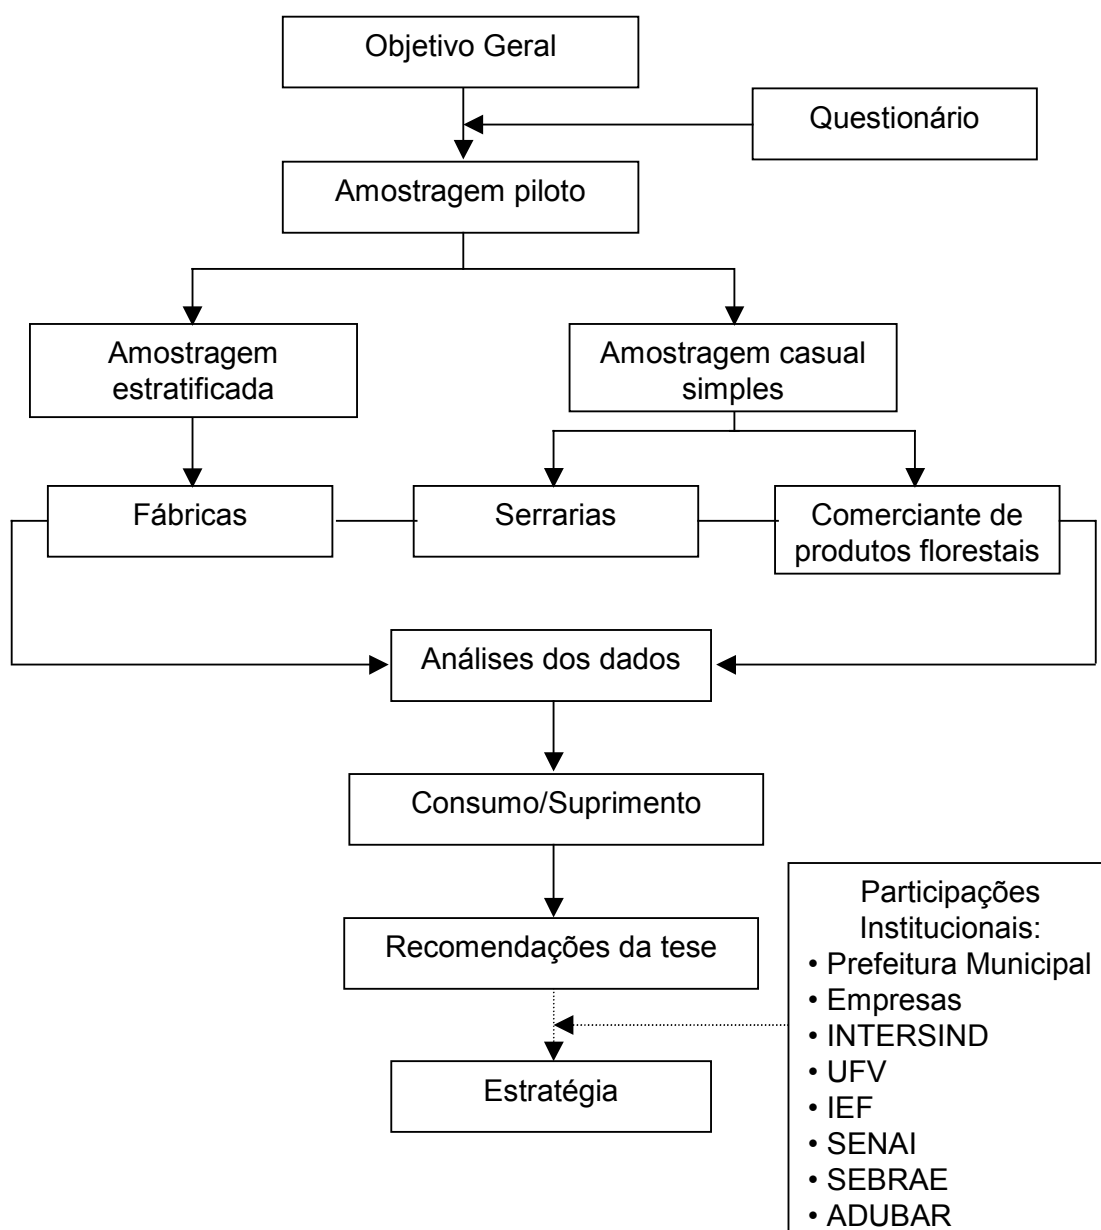 Objetivo Geral
Questionário
Amostragem piloto
Amostragem
estratificada
Amostragem casual
simples
Fábricas
Serrarias
Comerciante de
produtos florestais
Análises dos dados
Consumo/Suprimento
Recomendações da tese
Estratégia
Participações
Institucionais:
• Prefeitura Municipal
• Empresas
• INTERSIND
• UFV
• IEF
• SENAI
• SEBRAE
• ADUBAR